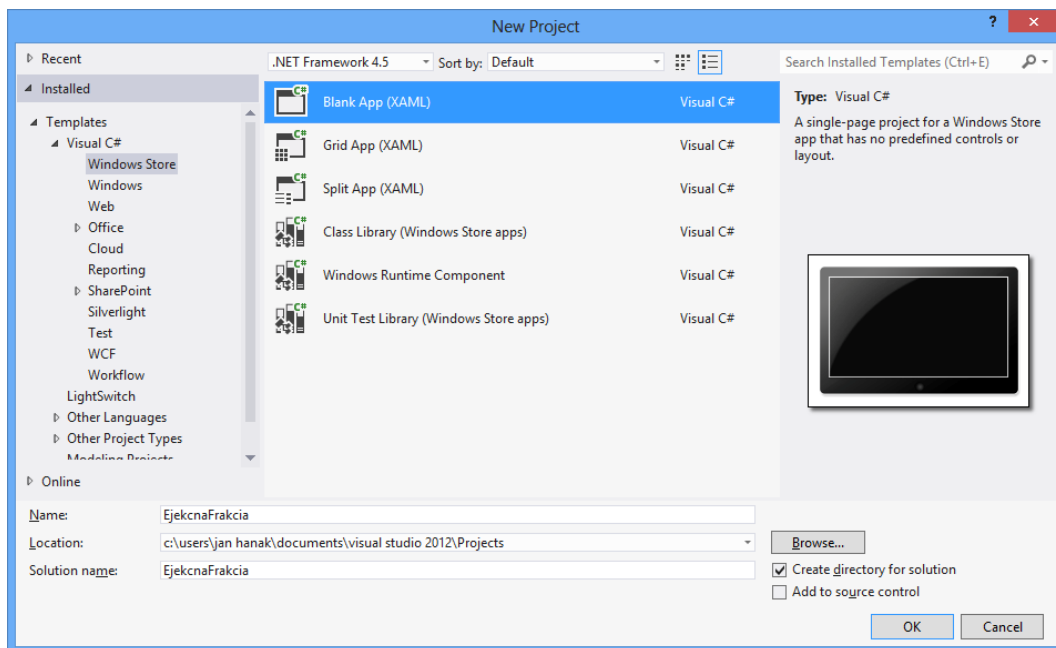 New Project
?
Recent
.NET Framework 4.5
Sort by: Default
Search Installed Templates (Ctrl+E)
Installed
Templates
Visual C#
Windows Store
Windows
Web
Office
Cloud
Reporting
SharePoint
Silverlight
Test
WCF
Workflow
LightSwitch
Other Languages
Other Project Types
Modeling Projects
Online
C# Blank App (XAML) Visual C#
C# Grid App (XAML) Visual C#
C# Split App (XAML) Visual C#
C# Class Library (Windows Store apps) Visual C#
C# Windows Runtime Component Visual C#
C# Unit Test Library (Windows Store apps) Visual C#
Type: Visual C#
A single-page project for a Windows Store
app that has no predefined controls or
layout.
Name: EjekcnaFrakcia
Location: c:\users\jan hanak\documents\visual studio 2012\Projects
Browse...
Solution name: EjekcnaFrakcia
Create directory for solution
Add to source control
OK
Cancel